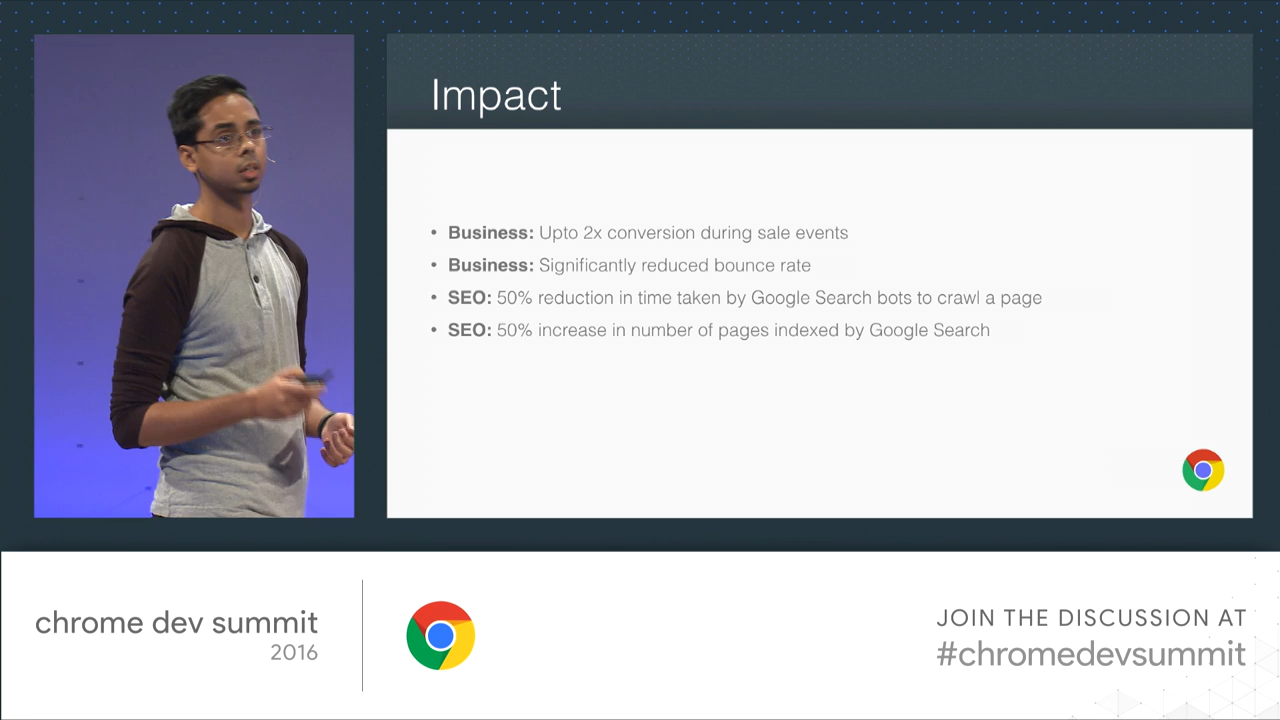 Impact
• Business: Upto 2x conversion during sale events
• Business: Significantly reduced bounce rate
• SEO: 50% reduction in time taken by Google Search bots to crawl a page
• SEO: 50% increase in number of pages indexed by Google Search
chrome dev summit
2016
JOIN THE DISCUSSION AT
#chromedevsummit